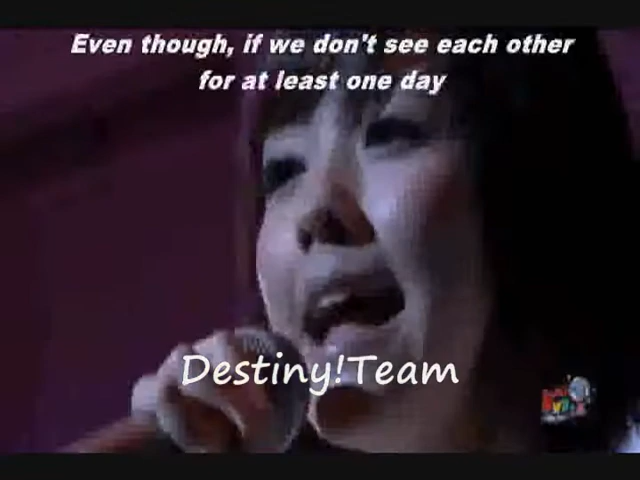 Even though, if we don't see each other
for at least one day
Destiny!Team